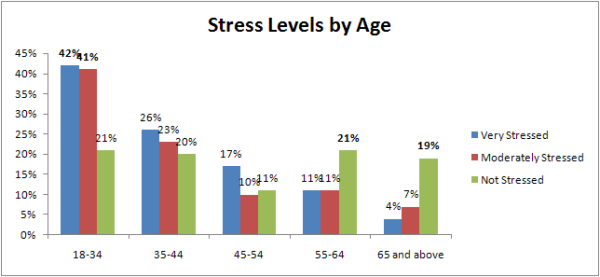 Stress Levels by Age
45%
40%
35%
30%
25%
20%
15%
10%
5%
0%
42% 41% 21%
26% 23% 20%
17% 10% 11%
11% 11% 21%
4% 7% 19%
18-34 35-44 45-54 55-64 65 and above
Very Stressed
Moderately Stressed
Not Stressed